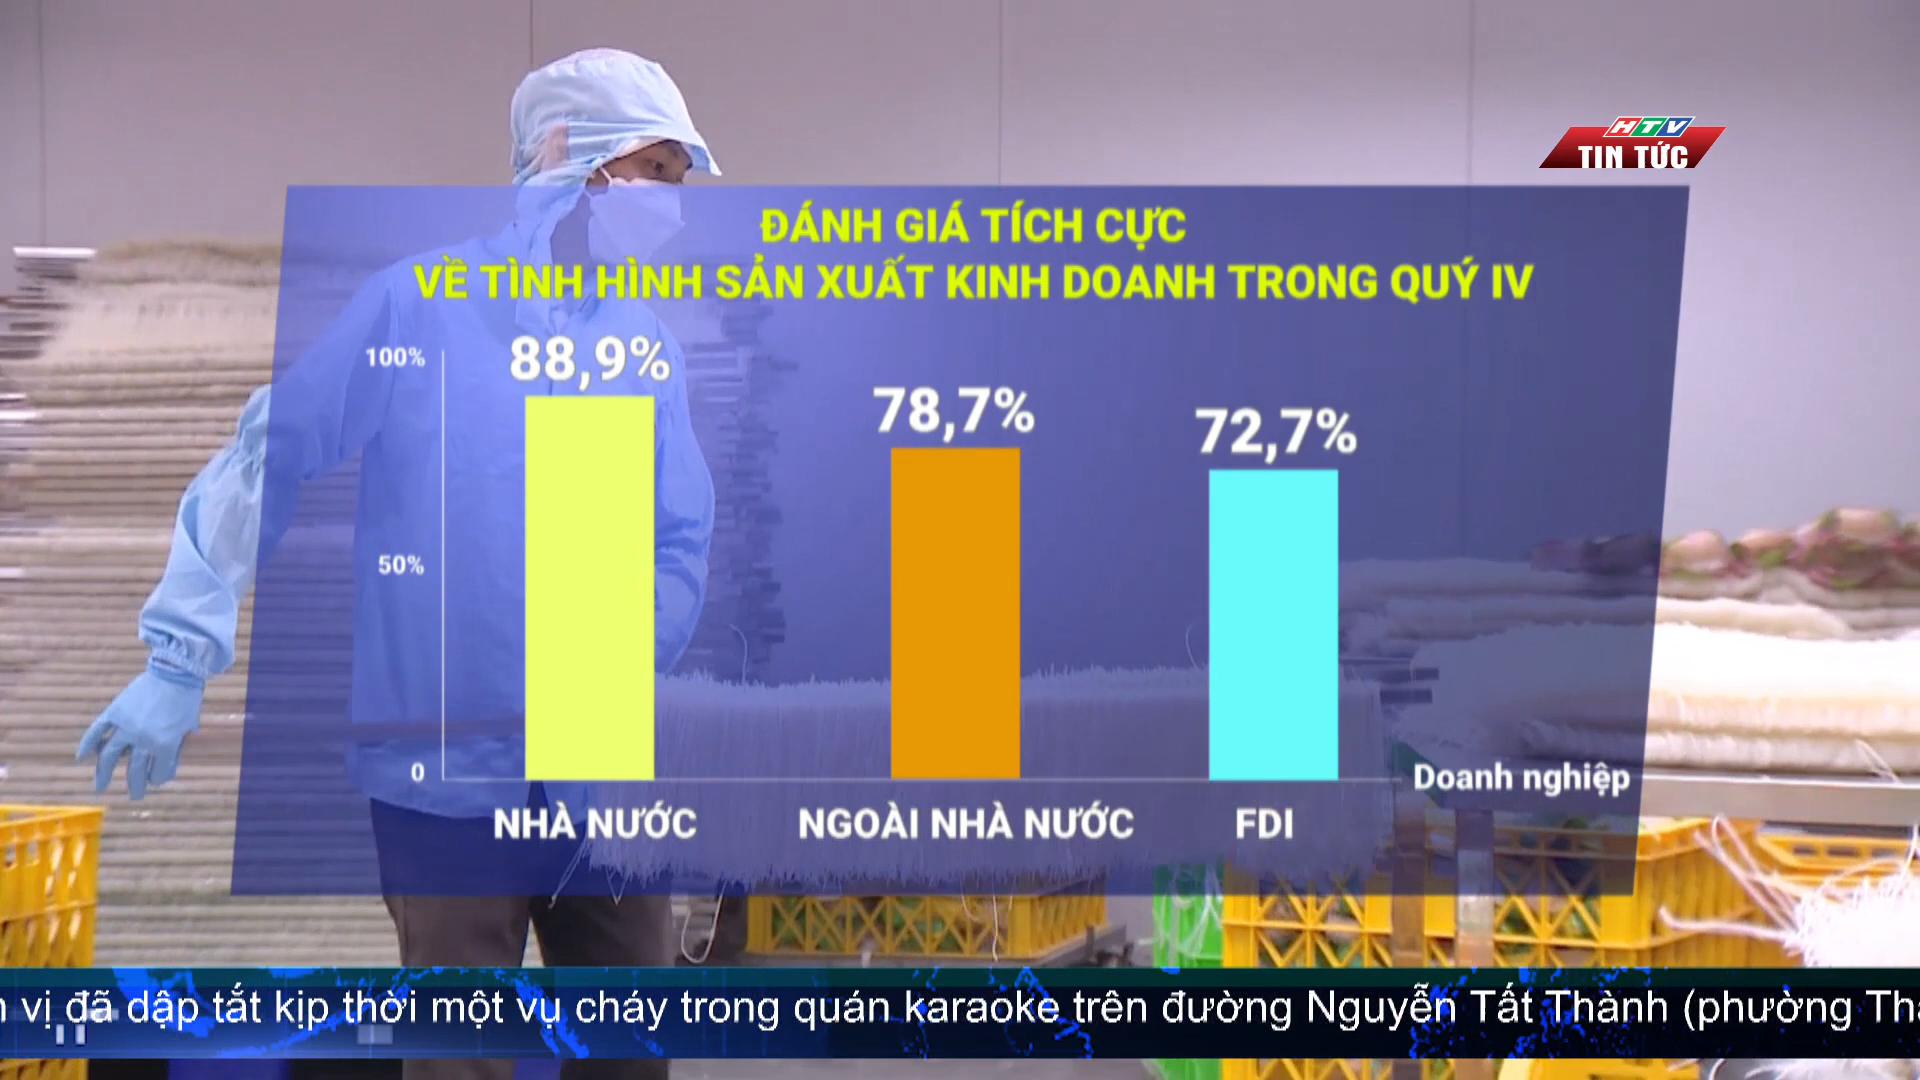 HTV
TIN TỨC
ĐÁNH GIÁ TÍCH CỰC
VỀ TÌNH HÌNH SẢN XUẤT KINH DOANH TRONG QUÝ IV
100%
88,9%
78,7%
72,7%
50%
0
Doanh nghiệp
NHÀ NƯỚC
NGOÀI NHÀ NƯỚC
FDI
vị đã dập tắt kịp thời một vụ cháy trong quán karaoke trên đường Nguyễn Tất Thành (phường